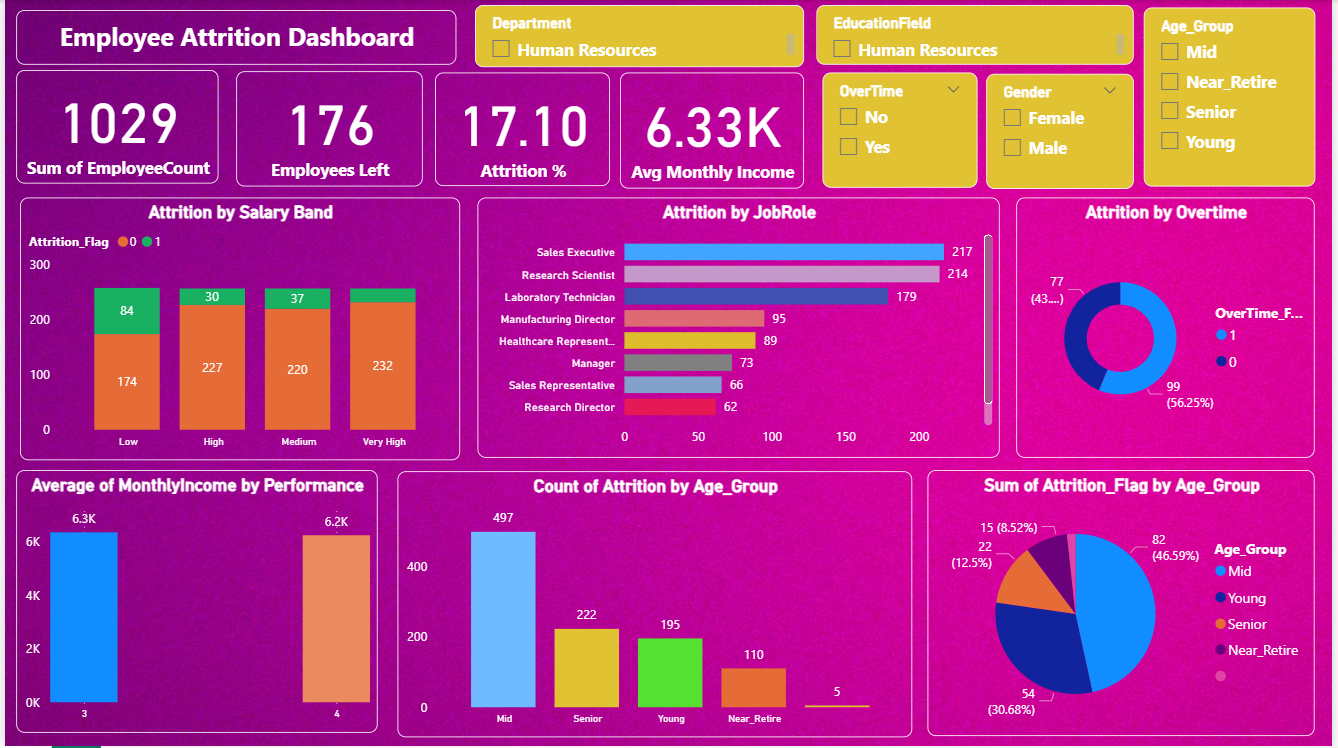 Employee Attrition Dashboard
Department
Human Resources
EducationField
Human Resources
Age_Group
Mid
Near_Retire
Senior
Young
1029
Sum of EmployeeCount
176
Employees Left
17.10
Attrition %
6.33K
Avg Monthly Income
OverTime
No
Yes
Gender
Female
Male
Attrition by Salary Band
Attrition_Flag 0 1
300
200
100
0
84
174
30
227
37
220
232
Low High Medium Very High
Attrition by JobRole
Sales Executive 217
Research Scientist 214
Laboratory Technician 179
Manufacturing Director 95
Healthcare Represent... 89
Manager 73
Sales Representative 66
Research Director 62
0 50 100 150 200
Attrition by Overtime
77
(43....)
99
(56.25%)
OverTime_F...
1
0
Average of MonthlyIncome by Performance
6.3K 6.2K
6K
4K
2K
0K
3 4
Count of Attrition by Age_Group
400
200
0
497
222
195
110
5
Mid Senior Young Near_Retire
Sum of Attrition_Flag by Age_Group
15 (8.52%)
22
(12.5%)
82
(46.59%)
54
(30.68%)
Age_Group
Mid
Young
Senior
Near_Retire